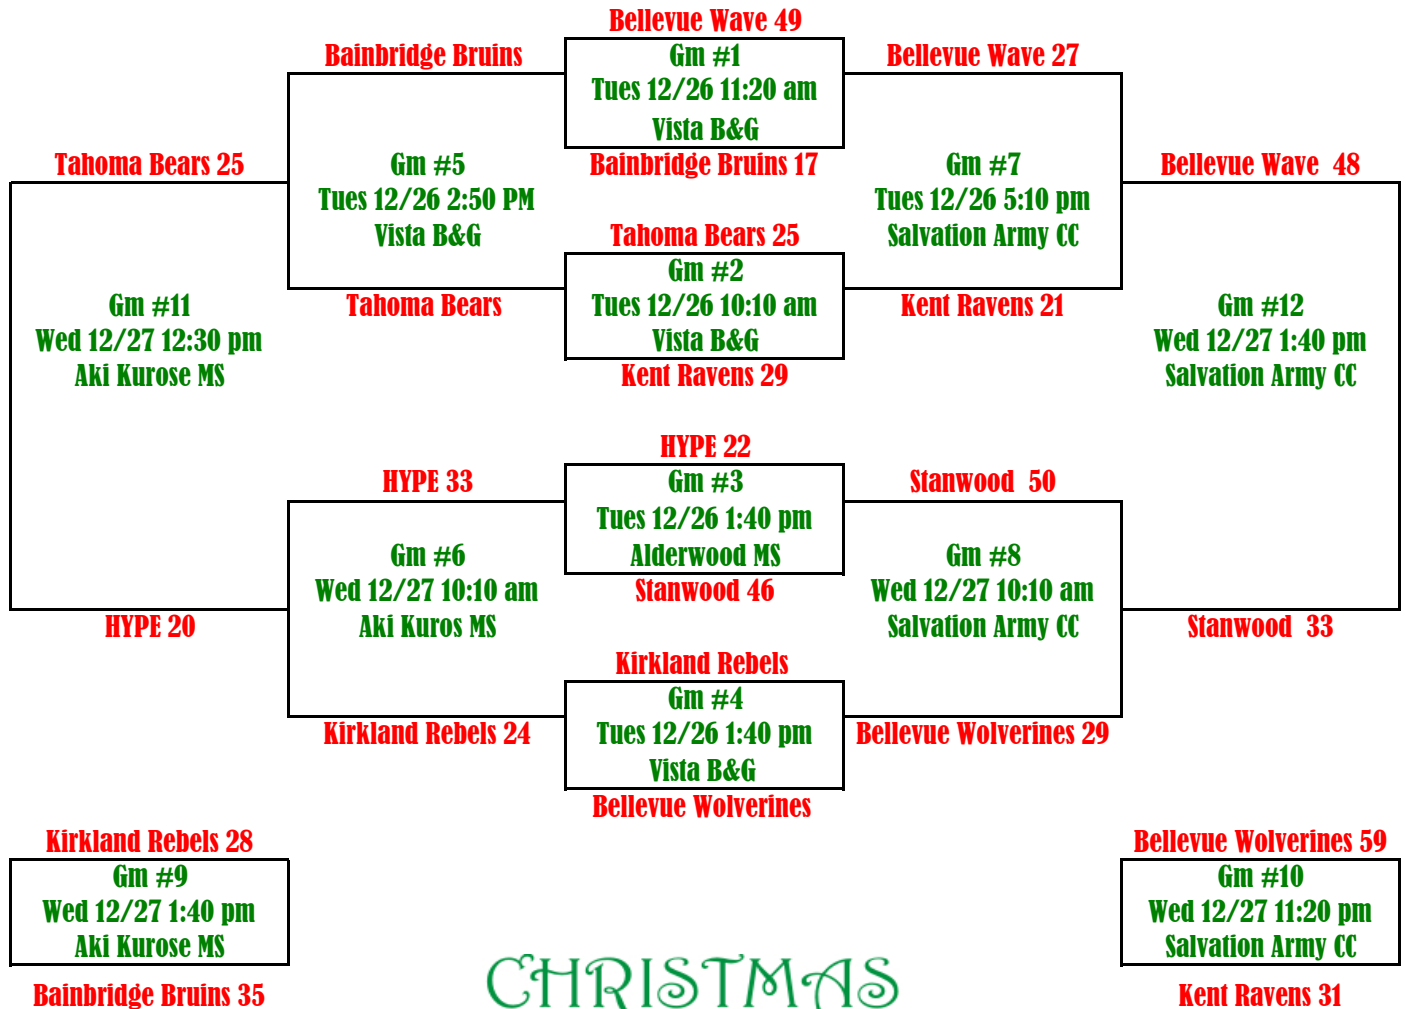 Bellevue Wave 49
Bainbridge Bruins
Gm #1
Bellevue Wave 27
Tues 12/26 11:20 am
Vista B&G
Tahoma Bears 25
Gm #5
Bainbridge Bruins 17
Gm #7
Bellevue Wave 48
Tues 12/26 2:50 PM
Tues 12/26 5:10 pm
Vista B&G
Tahoma Bears 25
Salvation Army CC
Gm #2
Gm #11
Tahoma Bears
Tues 12/26 10:10 am
Kent Ravens 21
Gm #12
Wed 12/27 12:30 pm
Vista B&G
Wed 12/27 1:40 pm
Aki Kurose MS
Kent Ravens 29
Salvation Army CC
HYPE 22
HYPE 33
Gm #3
Stanwood 50
Tues 12/26 1:40 pm
Gm #6
Alderwood MS
Gm #8
Wed 12/27 10:10 am
Stanwood 46
Wed 12/27 10:10 am
HYPE 20
Aki Kuros MS
Salvation Army CC
Stanwood 33
Kirkland Rebels
Gm #4
Kirkland Rebels 24
Tues 12/26 1:40 pm
Bellevue Wolverines 29
Vista B&G
Bellevue Wolverines
Kirkland Rebels 28
Bellevue Wolverines 59
Gm #9
Gm #10
Wed 12/27 1:40 pm
Wed 12/27 11:20 pm
Aki Kurose MS
Salvation Army CC
Bainbridge Bruins 35
CHRISTMAS
Kent Ravens 31